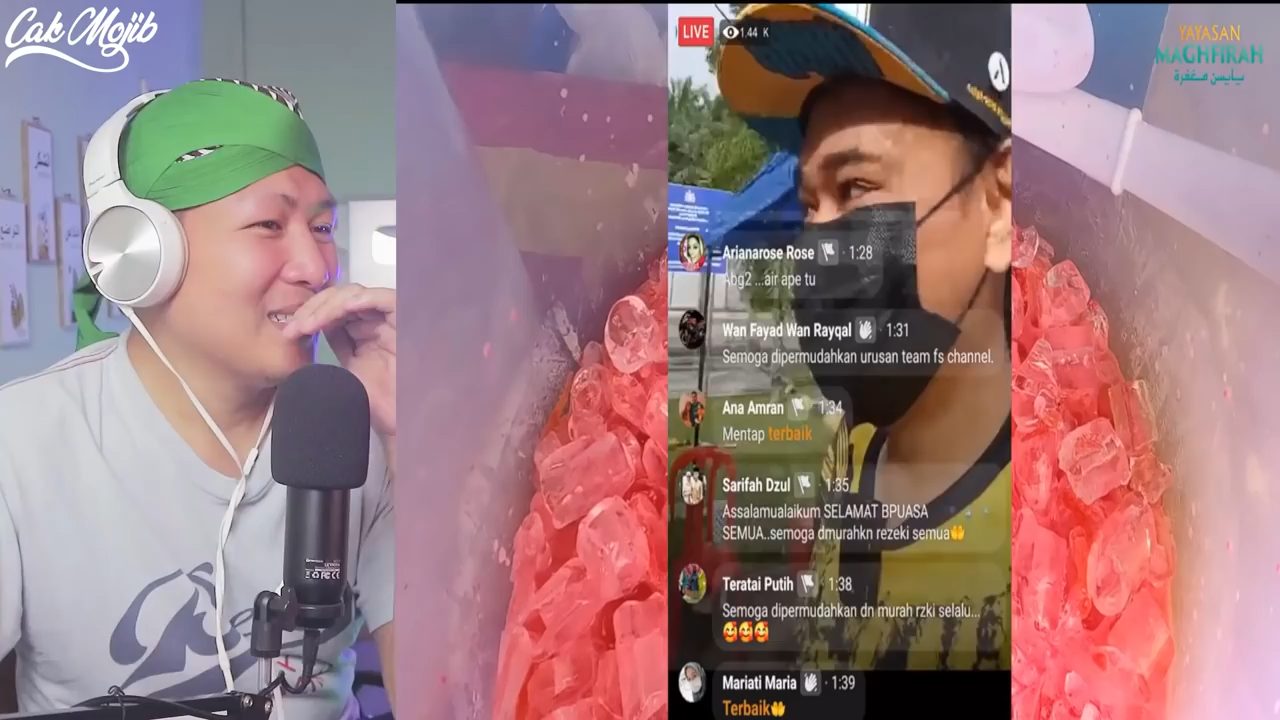 Cak Mojib
LIVE
1.44 K
YAYASAN
MAGHFIRAH
Arianarose Rose · 1:28
Abg2 ...air ape tu
Wan Fayad Wan Rayqal · 1:31
Semoga dipermudahkan urusan team fs channel.
Ana Amran · 1:34
Mentap terbaik
Sarifah Dzul · 1:35
Assalamualaikum SELAMAT BPUASA
SEMUA..semoga dmurahkn rezeki semua🤲
Teratai Putih · 1:38
Semoga dipermudahkan dn murah rzki selalu...
🥰🥰🥰
Mariati Maria · 1:39
Terbaik🤲